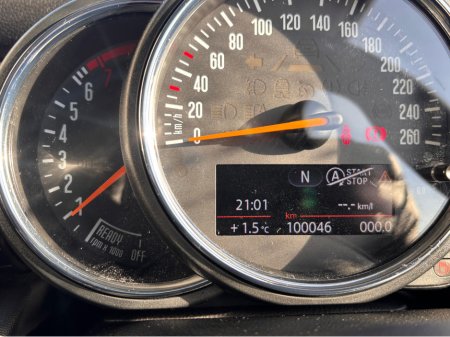 6
5
4
3
2
1
READY
OFF
rpm x 1000
0
20
40
60
80
100
120
140
160
180
200
220
240
260
km/h
N A START
STOP
21:01 --.- km/l
km
+ 1.5°C 100046 000.0